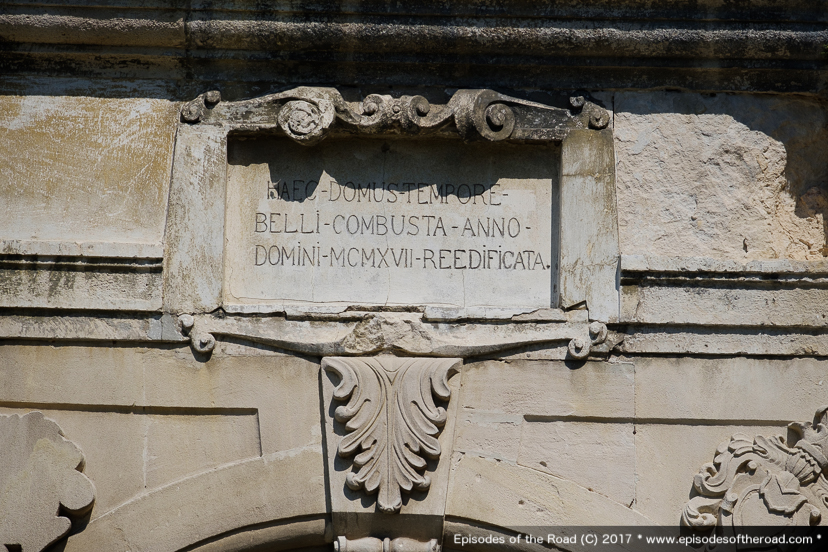 HAEC-DOMUS-TEMPORE-
BELLI-COMBUSTA-ANNO-
DOMINI-MCMXVII-REEDIFICATA.
Episodes of the Road (C) 2017 * www.episodesoftheroad.com *